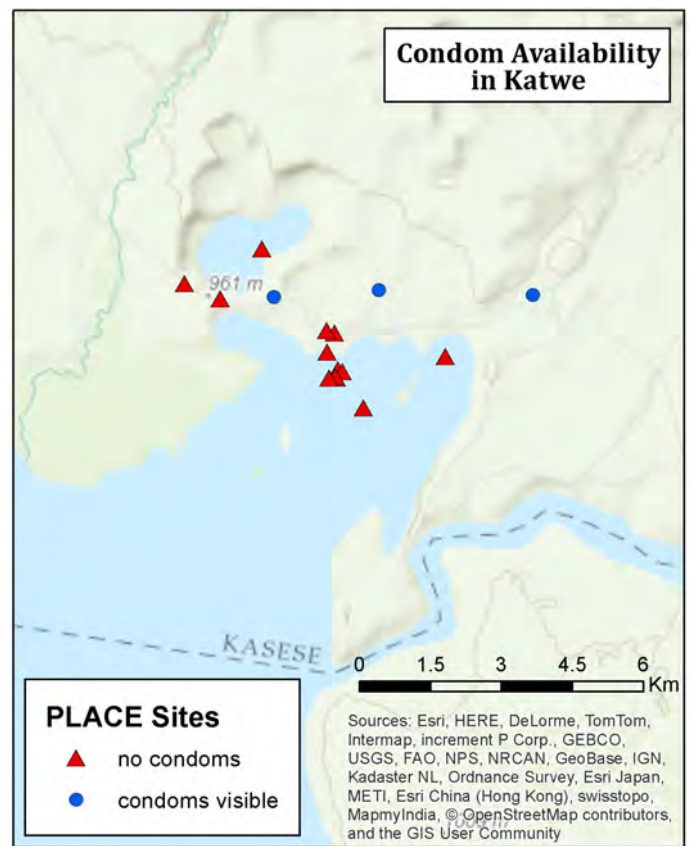 Condom Availability
in Katwe
961 m
KASESE
0 1.5 3 4.5 6
Km
PLACE Sites
no condoms
condoms visible
Sources: Esri, HERE, DeLorme, TomTom,
Intermap, increment P Corp., GEBCO,
USGS, FAO, NPS, NRCAN, GeoBase, IGN,
Kadaster NL, Ordnance Survey, Esri Japan,
METI, Esri China (Hong Kong), swisstopo,
MapmyIndia, © OpenStreetMap contributors,
and the GIS User Community